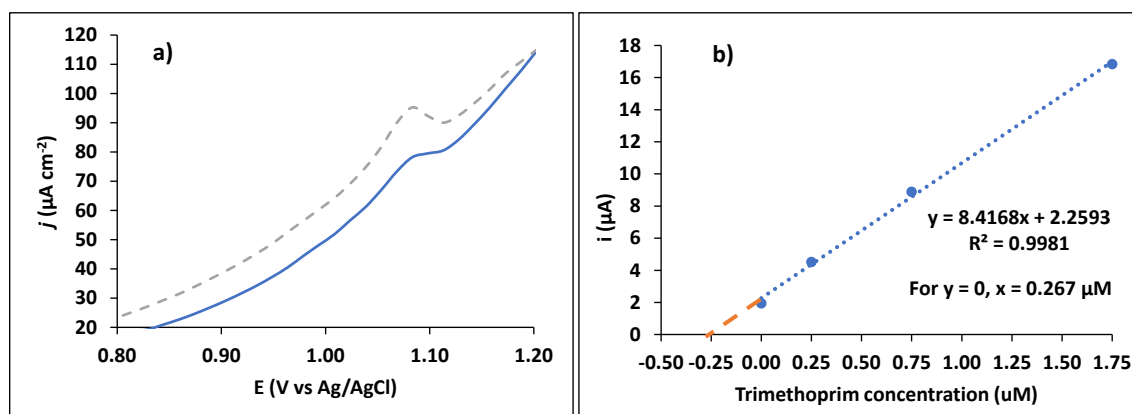 a)
120
110
100
90
80
70
60
50
40
30
20
j (µA cm⁻²)
0.80 0.90 1.00 1.10 1.20
E (V vs Ag/AgCl)
b)
18
16
14
12
10
8
6
4
2
0
i (µA)
y = 8.4168x + 2.2593
R² = 0.9981
For y = 0, x = 0.267 µM
-0.50 -0.25 0.00 0.25 0.50 0.75 1.00 1.25 1.50 1.75
Trimethoprim concentration (uM)